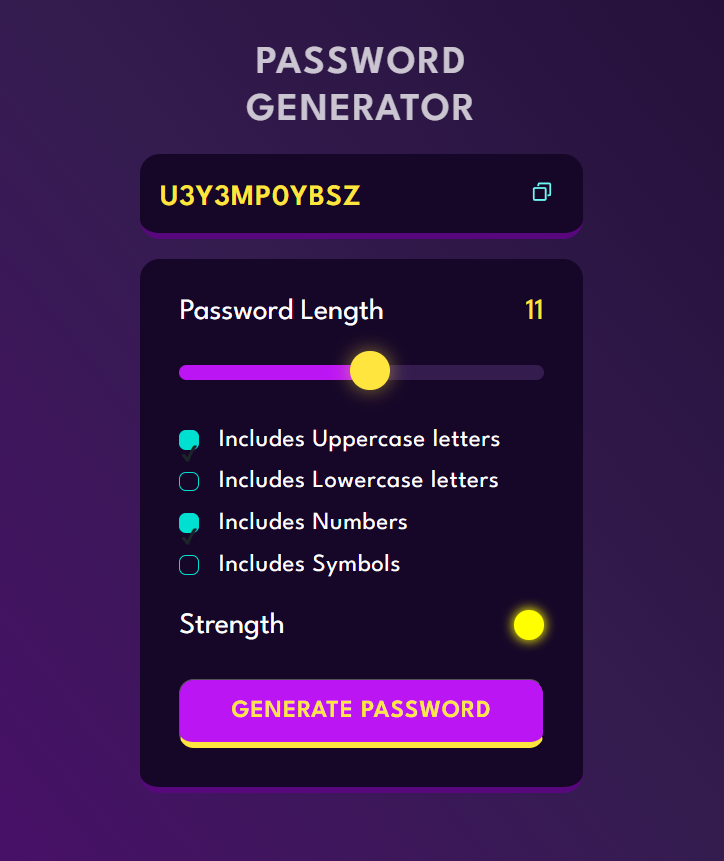 PASSWORD
GENERATOR
U3Y3MP0YBSZ
Password Length 11
Includes Uppercase letters
Includes Lowercase letters
Includes Numbers
Includes Symbols
Strength
GENERATE PASSWORD